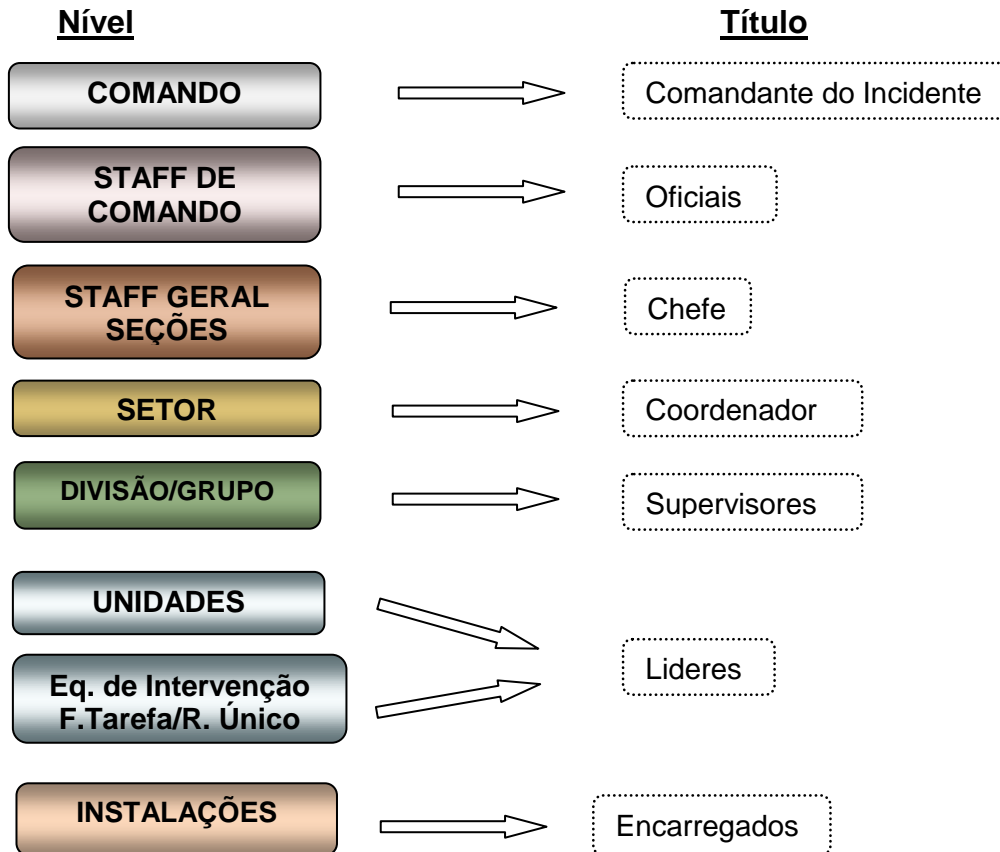 Nível Título
COMANDO Comandante do Incidente
STAFF DE
COMANDO
Oficiais
STAFF GERAL
SEÇÕES
Chefe
SETOR Coordenador
DIVISÃO/GRUPO Supervisores
UNIDADES
Eq. de Intervenção
F.Tarefa/R. Único
Lideres
INSTALAÇÕES Encarregados